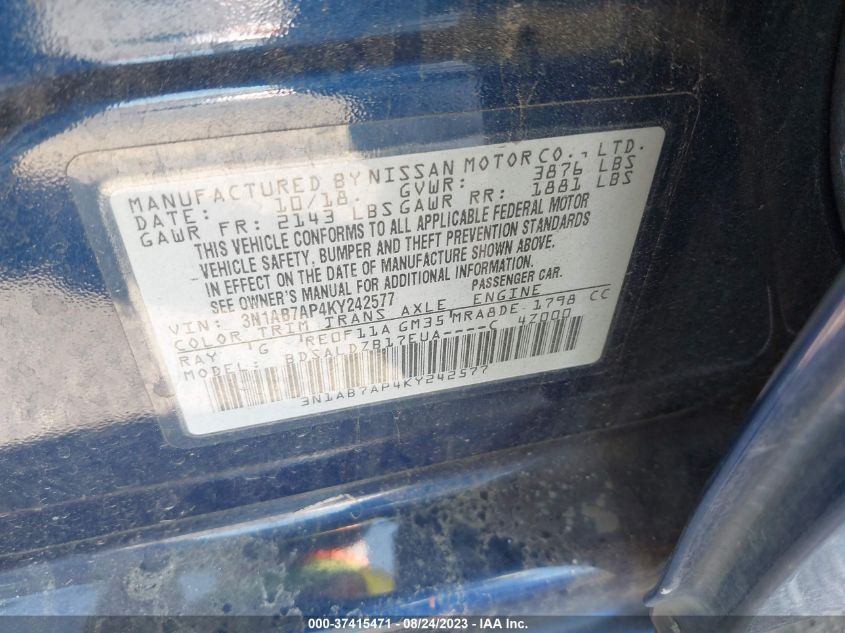 MANUFACTURED BY NISSAN MOTOR CO., LTD.
DATE: 10/18 GVWR: 3876 LBS
GAWR FR: 2143 LBS GAWR RR: 1881 LBS
THIS VEHICLE CONFORMS TO ALL APPLICABLE FEDERAL MOTOR
VEHICLE SAFETY, BUMPER AND THEFT PREVENTION STANDARDS
IN EFFECT ON THE DATE OF MANUFACTURE SHOWN ABOVE.
SEE OWNER'S MANUAL FOR ADDITIONAL INFORMATION.
VIN: 3N1AB7AP4KY242577 PASSENGER CAR.
COLOR TRIM TRANS AXLE ENGINE
RAY G RE0F11A GM35 MRA8DE 1798 CC
MODEL: BDSALDZB17EUA----C 47000
3N1AB7AP4KY242577
000-37415471 - 08/24/2023 - © IAA Holdings, LLC.